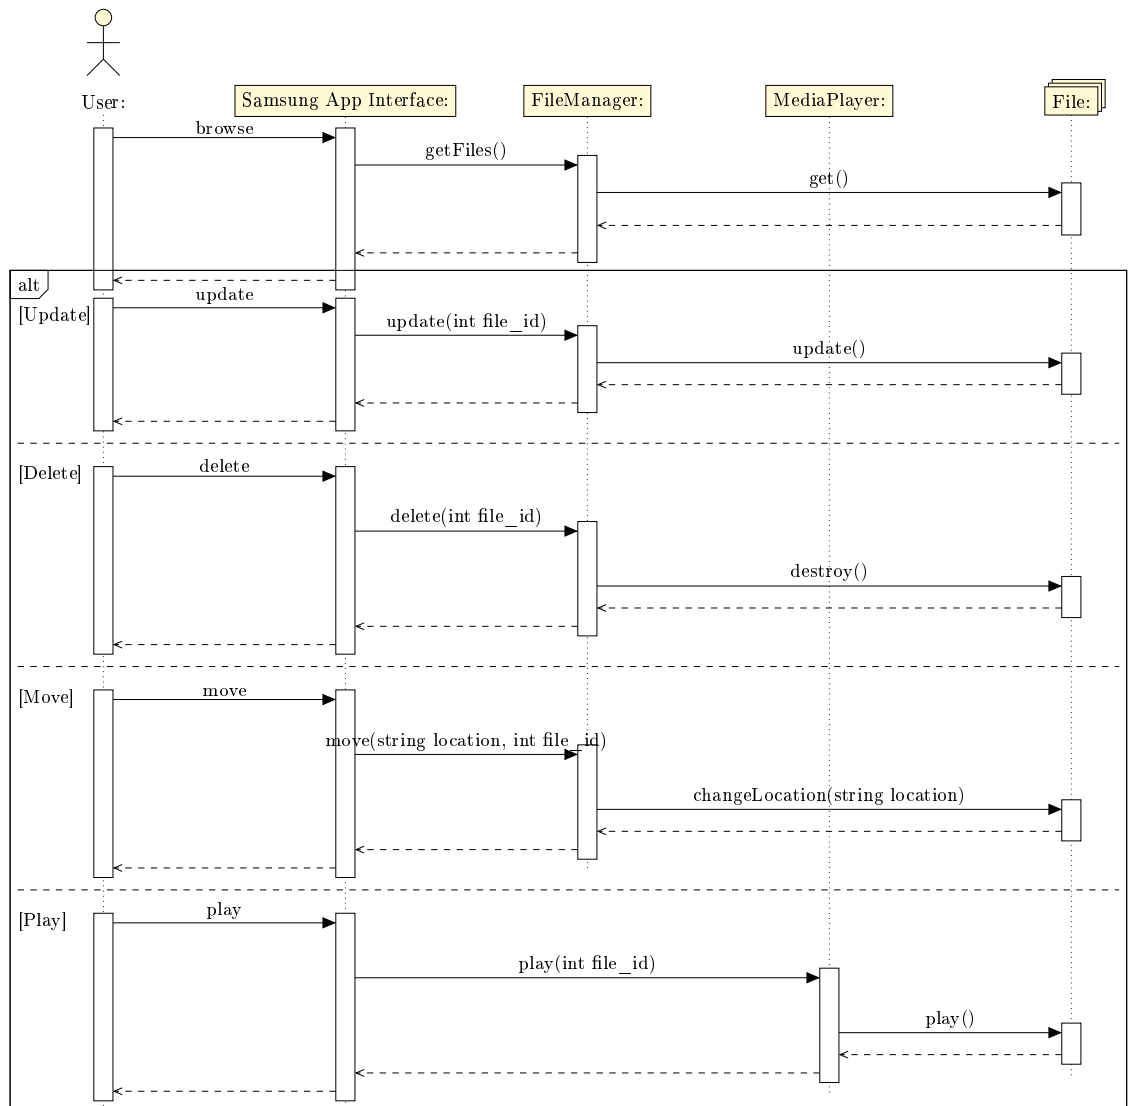 User:
Samsung App Interface:
FileManager:
MediaPlayer:
File:
browse
getFiles()
get()
alt
[Update]
update
update(int file_id)
update()
[Delete]
delete
delete(int file_id)
destroy()
[Move]
move
move(string location, int file_id)
changeLocation(string location)
[Play]
play
play(int file_id)
play()